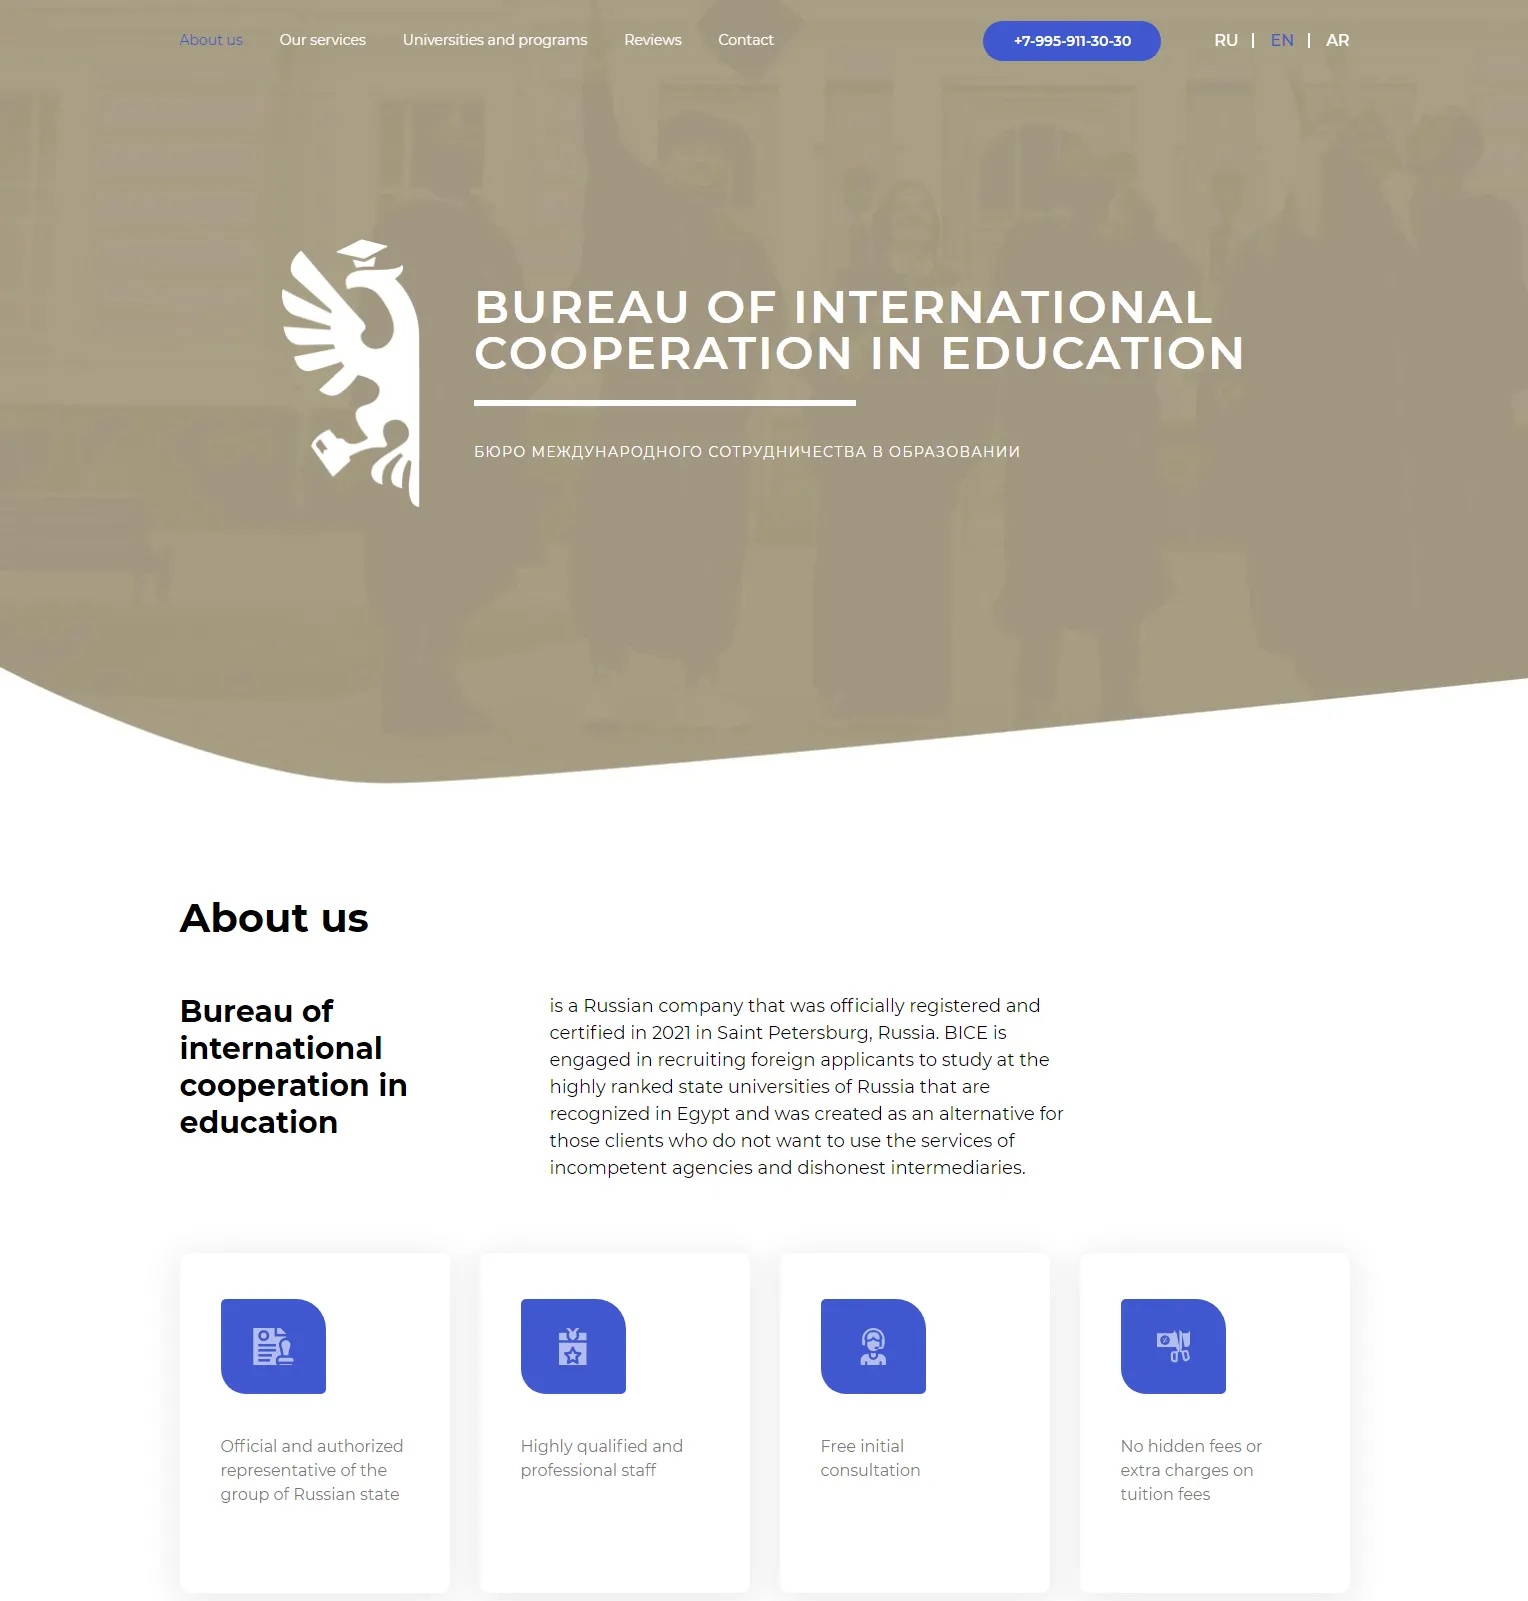 About us
Our services
Universities and programs
Reviews
Contact
+7-995-911-30-30
RU | EN | AR
BUREAU OF INTERNATIONAL
COOPERATION IN EDUCATION
БЮРО МЕЖДУНАРОДНОГО СОТРУДНИЧЕСТВА В ОБРАЗОВАНИИ
About us
Bureau of
international
cooperation in
education
is a Russian company that was officially registered and
certified in 2021 in Saint Petersburg, Russia. BICE is
engaged in recruiting foreign applicants to study at the
highly ranked state universities of Russia that are
recognized in Egypt and was created as an alternative for
those clients who do not want to use the services of
incompetent agencies and dishonest intermediaries.
Official and authorized
representative of the
group of Russian state
Highly qualified and
professional staff
Free initial
consultation
No hidden fees or
extra charges on
tuition fees